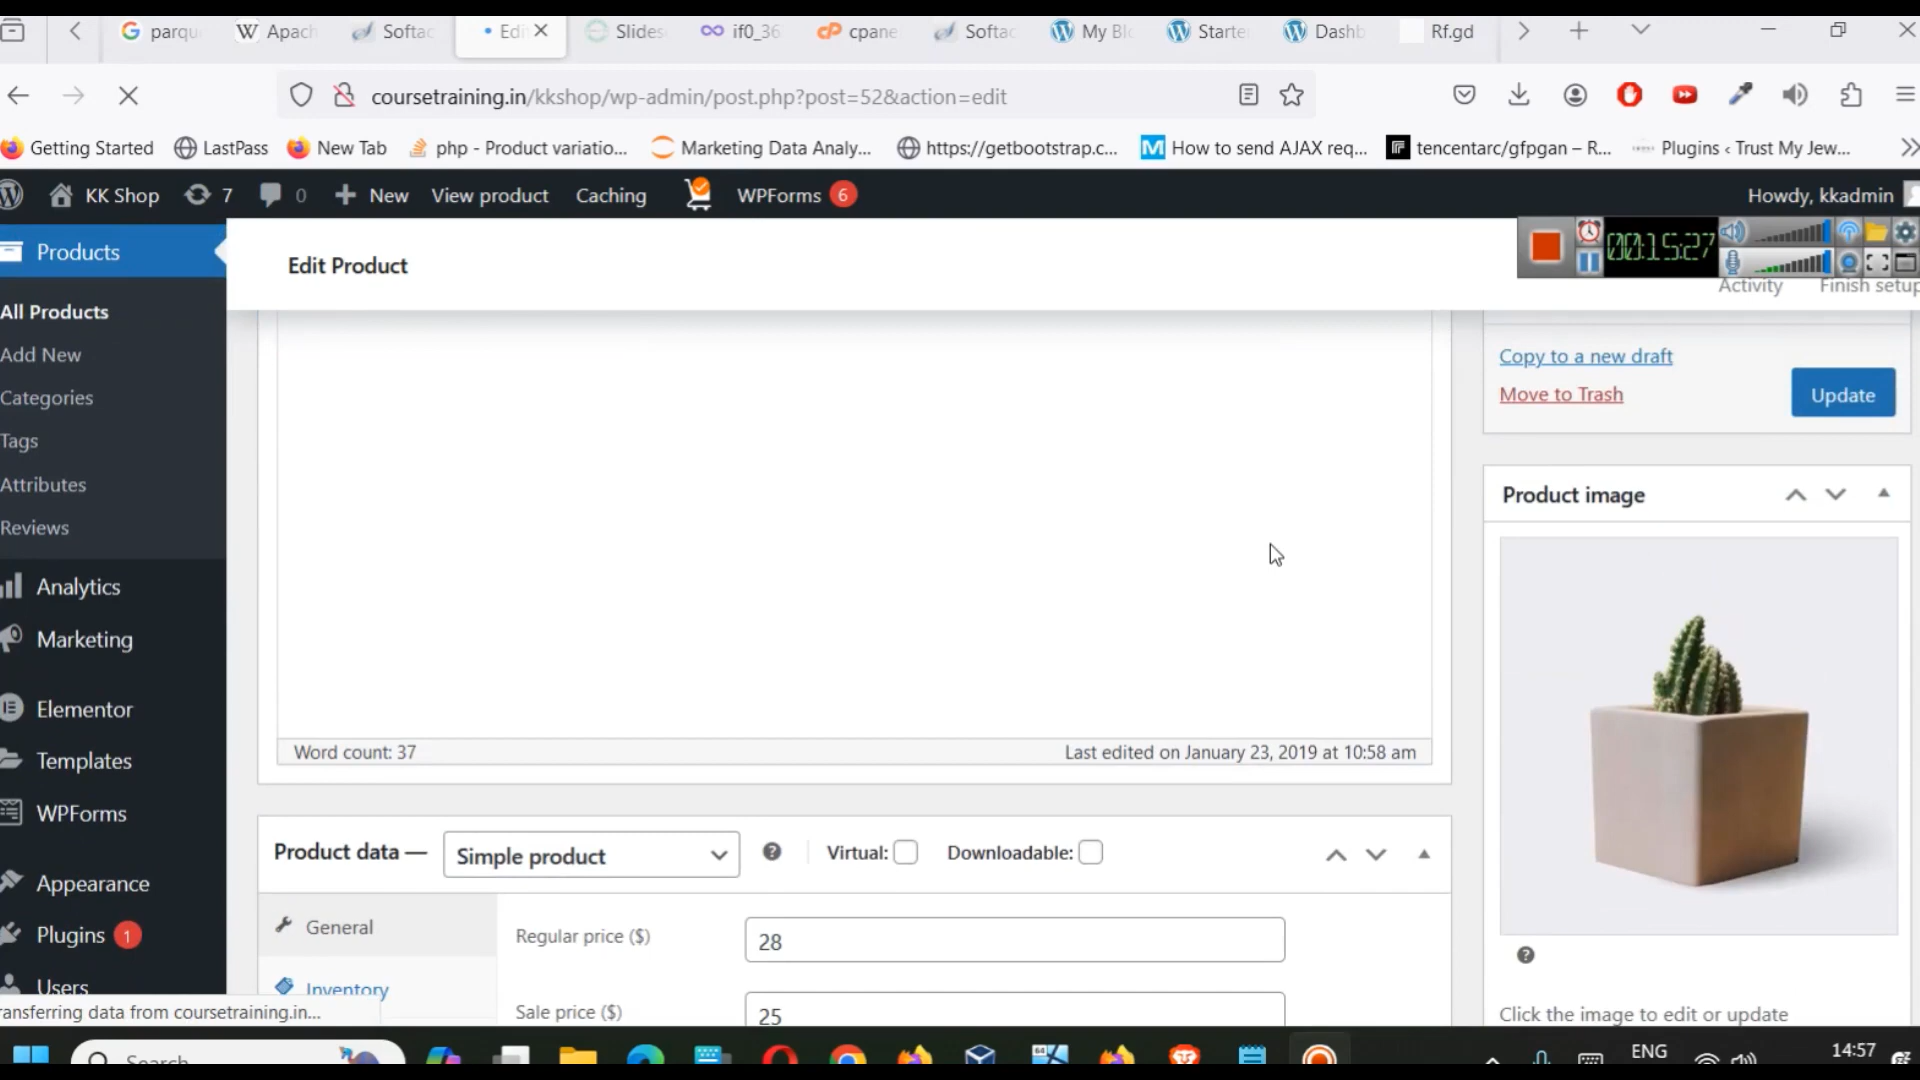 parqu
Apach
Softac
Edi
Slides
if0_36
cpane
Softac
My Bl
Starte
Dashb
Rf.gd
coursetraining.in/kkshop/wp-admin/post.php?post=52&action=edit
Getting Started
LastPass
New Tab
php - Product variatio...
Marketing Data Analy...
https://getbootstrap.c...
How to send AJAX req...
tencentarc/gfpgan – R...
Plugins ‹ Trust My Jew...
KK Shop
7
0
New
View product
Caching
WPForms 6
Howdy, kkadmin
Products
Edit Product
00:15:27
Activity
Finish setup
All Products
Add New
Categories
Tags
Attributes
Reviews
Analytics
Marketing
Elementor
Templates
WPForms
Appearance
Plugins 1
Users
ransferring data from coursetraining.in...
Copy to a new draft
Move to Trash
Update
Product image
Word count: 37
Last edited on January 23, 2019 at 10:58 am
Product data —
Simple product
Virtual:
Downloadable:
General
Regular price ($)
28
Inventory
Sale price ($)
25
Click the image to edit or update
Search
ENG
14:57